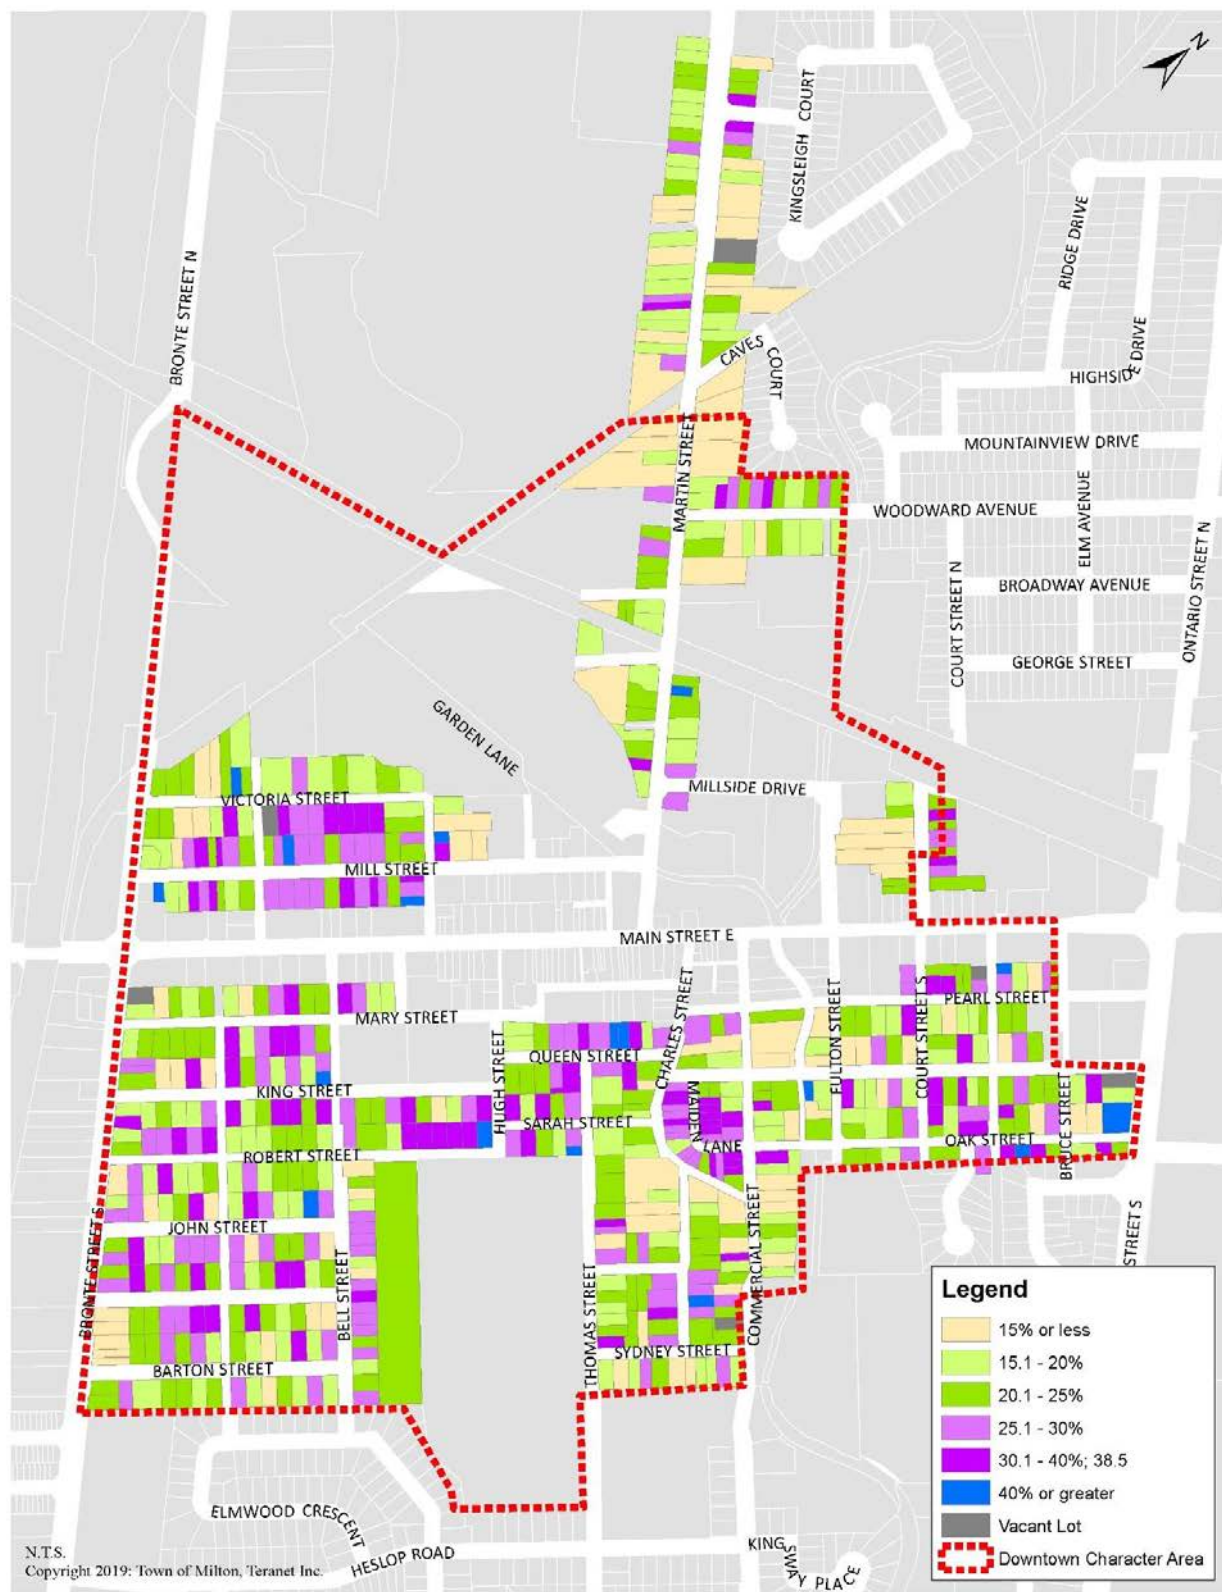 N
KINGSLEIGH COURT
BRONTE STREET N
RIDGE DRIVE
CAVES COURT
HIGHSIDE DRIVE
MARTIN STREET
MOUNTAINVIEW DRIVE
WOODWARD AVENUE
ELM AVENUE
COURT STREET N
BROADWAY AVENUE
ONTARIO STREET N
GEORGE STREET
GARDEN LANE
MILLSIDE DRIVE
VICTORIA STREET
MILL STREET
MAIN STREET E
CHARLES STREET
PEARL STREET
MARY STREET
HUGH STREET
QUEEN STREET
FULTON STREET
COURT STREET S
KING STREET
MAIDEN LANE
SARAH STREET
BRUCE STREET
OAK STREET
ROBERT STREET
BRONTE STREET S
JOHN STREET
BELL STREET
THOMAS STREET
COMMERCIAL STREET
STREET S
SYDNEY STREET
BARTON STREET
ELMWOOD CRESCENT
HESLOP ROAD
KING
SWAY PLACE
Legend
15% or less
15.1 - 20%
20.1 - 25%
25.1 - 30%
30.1 - 40%; 38.5
40% or greater
Vacant Lot
Downtown Character Area
N.T.S.
Copyright 2019: Town of Milton, Teranet Inc.